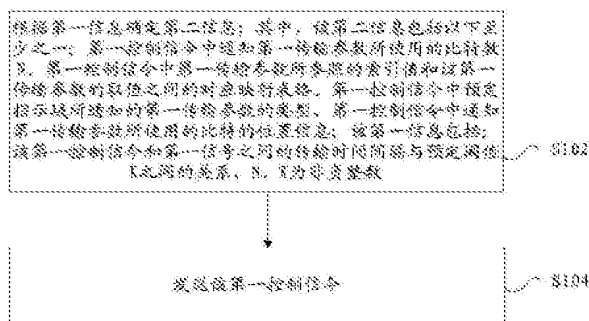 根据第一信息确定第二信息；其中，该第二信息包括以下至
少之一：第一控制信令中通知第一传输参数所使用的比特数
N、第一控制信令中第一传输参数所参照的索引值和该第一
传输参数的取值之间的对应映射表格、第一控制信令中预定
指示域所通知的第一传输参数的类型、第一控制信令中通知
第一传输参数所使用的比特的位置信息；该第一信息包括：
该第一控制信令和第一信号之间的传输时间间隔与预定阈值
K之间的关系、N、K为非负整数
S102
发送该第一控制信令
S104